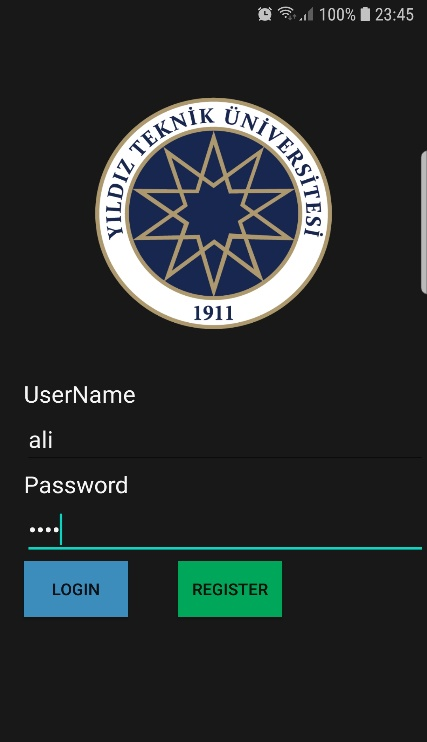 100% 23:45
YILDIZ TEKNİK ÜNİVERSİTESİ
1911
UserName
ali
Password
••••
LOGIN REGISTER